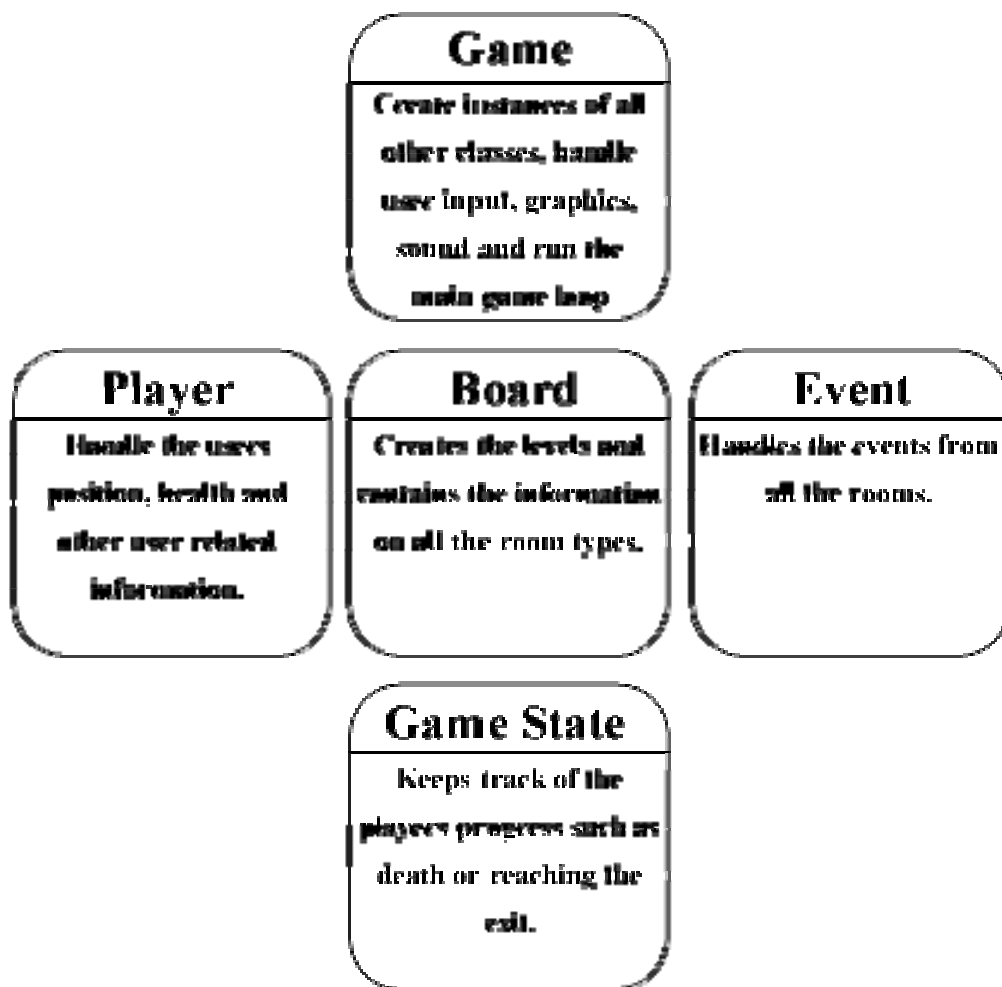 Game
Create instances of all
other classes, handle
user input, graphics,
sound and run the
main game loop
Player
Handle the users
position, health and
other user related
information.
Board
Creates the levels and
contains the information
on all the room types.
Event
Handles the events from
all the rooms.
Game State
Keeps track of the
players progress such as
death or reaching the
exit.